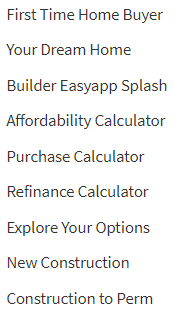 First Time Home Buyer
Your Dream Home
Builder Easyapp Splash
Affordability Calculator
Purchase Calculator
Refinance Calculator
Explore Your Options
New Construction
Construction to Perm